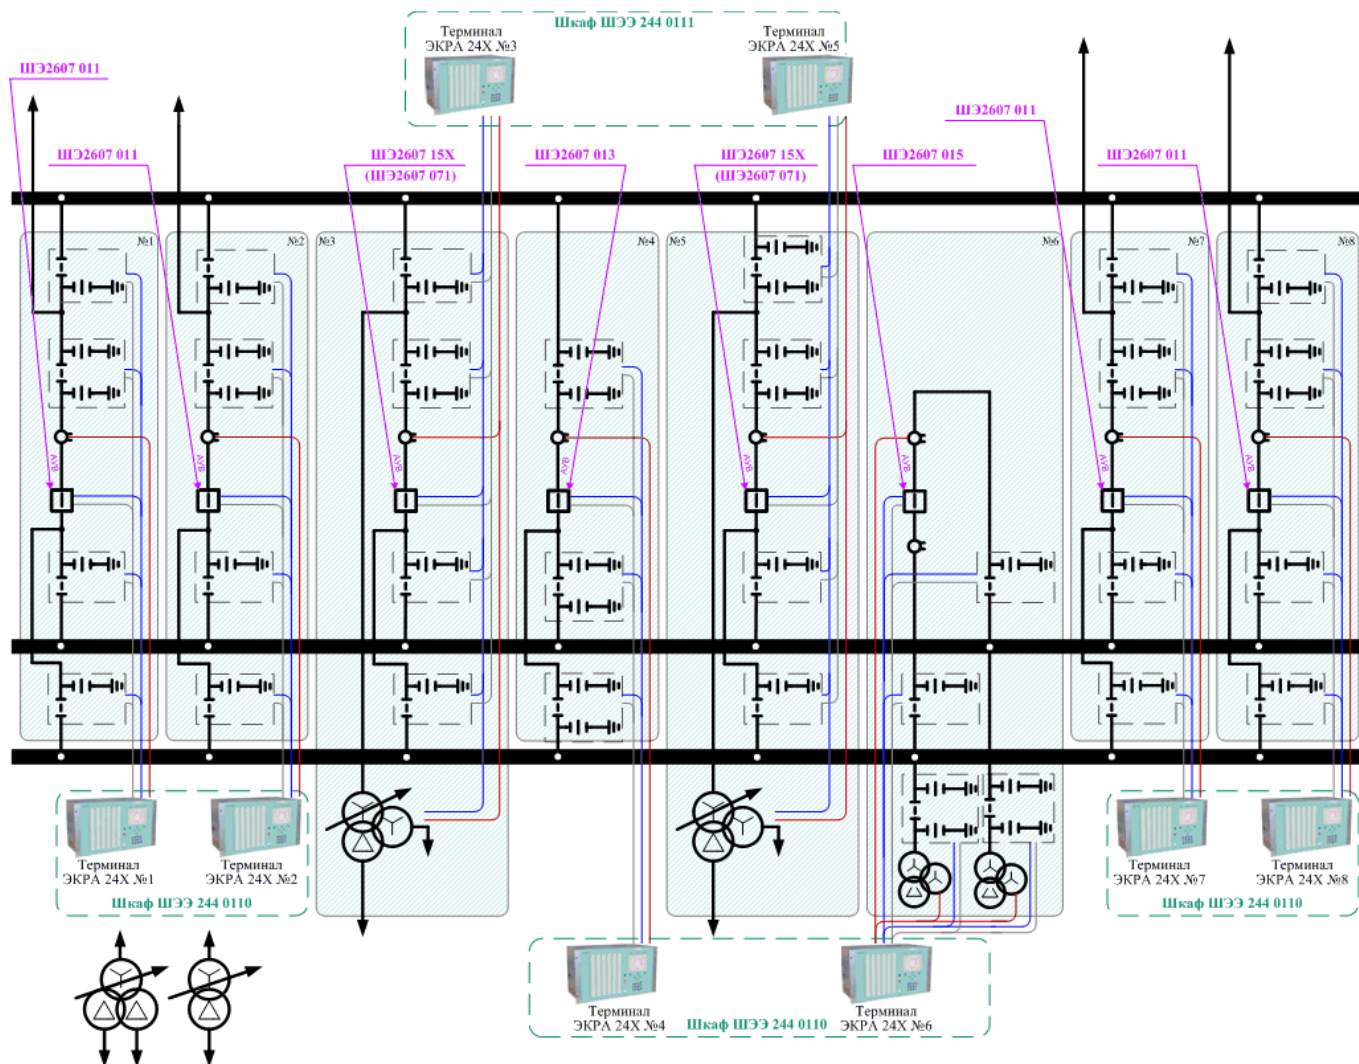 Шкаф ШЭЭ 244 0111
Терминал
ЭКРА 24Х №3
Терминал
ЭКРА 24Х №5
ШЭ2607 011
ШЭ2607 011
ШЭ2607 15Х
(ШЭ2607 071)
ШЭ2607 013
ШЭ2607 15Х
(ШЭ2607 071)
ШЭ2607 015
ШЭ2607 011
ШЭ2607 011
№1
№2
№3
№4
№5
№6
№7
№8
АУВ
АУВ
АУВ
АУВ
АУВ
АУВ
АУВ
АУВ
Терминал
ЭКРА 24Х №1
Терминал
ЭКРА 24Х №2
Шкаф ШЭЭ 244 0110
Терминал
ЭКРА 24Х №7
Терминал
ЭКРА 24Х №8
Шкаф ШЭЭ 244 0110
Терминал
ЭКРА 24Х №4
Шкаф ШЭЭ 244 0110
Терминал
ЭКРА 24Х №6